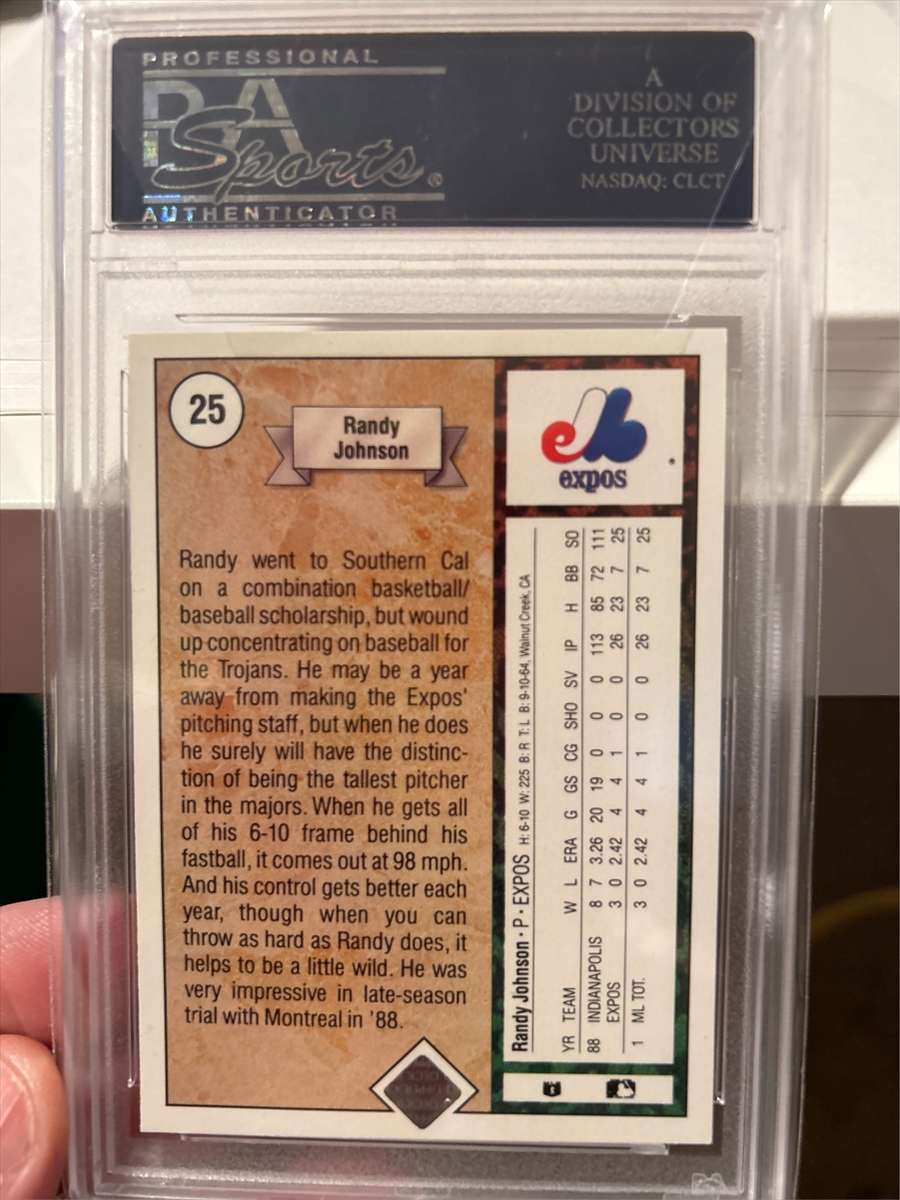 PROFESSIONAL
PSA
Sports®
AUTHENTICATOR
A
DIVISION OF
COLLECTORS
UNIVERSE
NASDAQ: CLCT
25
Randy
Johnson
expos
Randy went to Southern Cal
on a combination basketball/
baseball scholarship, but wound
up concentrating on baseball for
the Trojans. He may be a year
away from making the Expos'
pitching staff, but when he does
he surely will have the distinc-
tion of being the tallest pitcher
in the majors. When he gets all
of his 6-10 frame behind his
fastball, it comes out at 98 mph.
And his control gets better each
year, though when you can
throw as hard as Randy does, it
helps to be a little wild. He was
very impressive in late-season
trial with Montreal in '88.
Randy Johnson • P • EXPOS H: 6-10 W: 225 B: R T: L B: 9-10-64, Walnut Creek, CA
YR TEAM W L ERA G GS CG SHO SV IP H BB SO
88 INDIANAPOLIS 8 7 3.26 20 19 0 0 0 113 85 72 111
EXPOS 3 0 2.42 4 4 1 0 0 26 23 7 25
1 ML TOT. 3 0 2.42 4 4 1 0 0 26 23 7 25